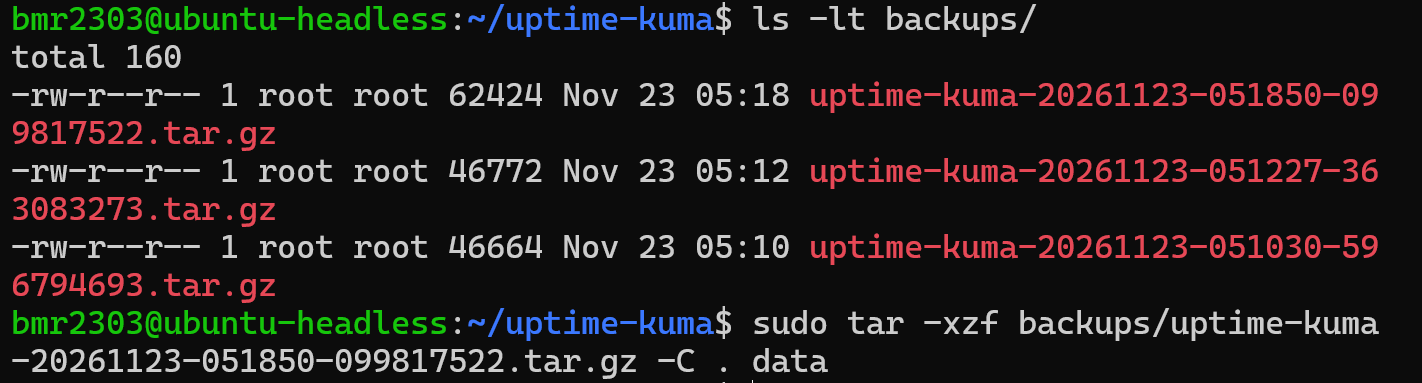 bmr2303@ubuntu-headless:~/uptime-kuma$ ls -lt backups/
total 160
-rw-r--r-- 1 root root 62424 Nov 23 05:18 uptime-kuma-20261123-051850-09
9817522.tar.gz
-rw-r--r-- 1 root root 46772 Nov 23 05:12 uptime-kuma-20261123-051227-36
3083273.tar.gz
-rw-r--r-- 1 root root 46664 Nov 23 05:10 uptime-kuma-20261123-051030-59
6794693.tar.gz
bmr2303@ubuntu-headless:~/uptime-kuma$ sudo tar -xzf backups/uptime-kuma
-20261123-051850-099817522.tar.gz -C . data